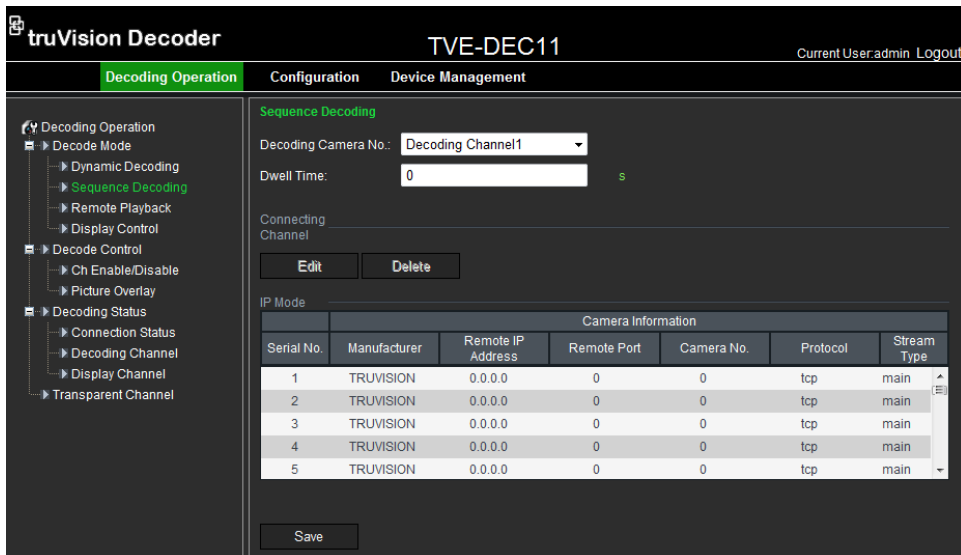 truVision Decoder
TVE-DEC11
Current User:admin Logout
Decoding Operation Configuration Device Management
Decoding Operation
Decode Mode
Dynamic Decoding
Sequence Decoding
Remote Playback
Display Control
Decode Control
Ch Enable/Disable
Picture Overlay
Decoding Status
Connection Status
Decoding Channel
Display Channel
Transparent Channel
Sequence Decoding
Decoding Camera No.: Decoding Channel1
Dwell Time: 0 s
Connecting
Channel
Edit Delete
IP Mode
Camera Information
Serial No. Manufacturer Remote IP Address Remote Port Camera No. Protocol Stream Type
1 TRUVISION 0.0.0.0 0 0 tcp main
2 TRUVISION 0.0.0.0 0 0 tcp main
3 TRUVISION 0.0.0.0 0 0 tcp main
4 TRUVISION 0.0.0.0 0 0 tcp main
5 TRUVISION 0.0.0.0 0 0 tcp main
Save